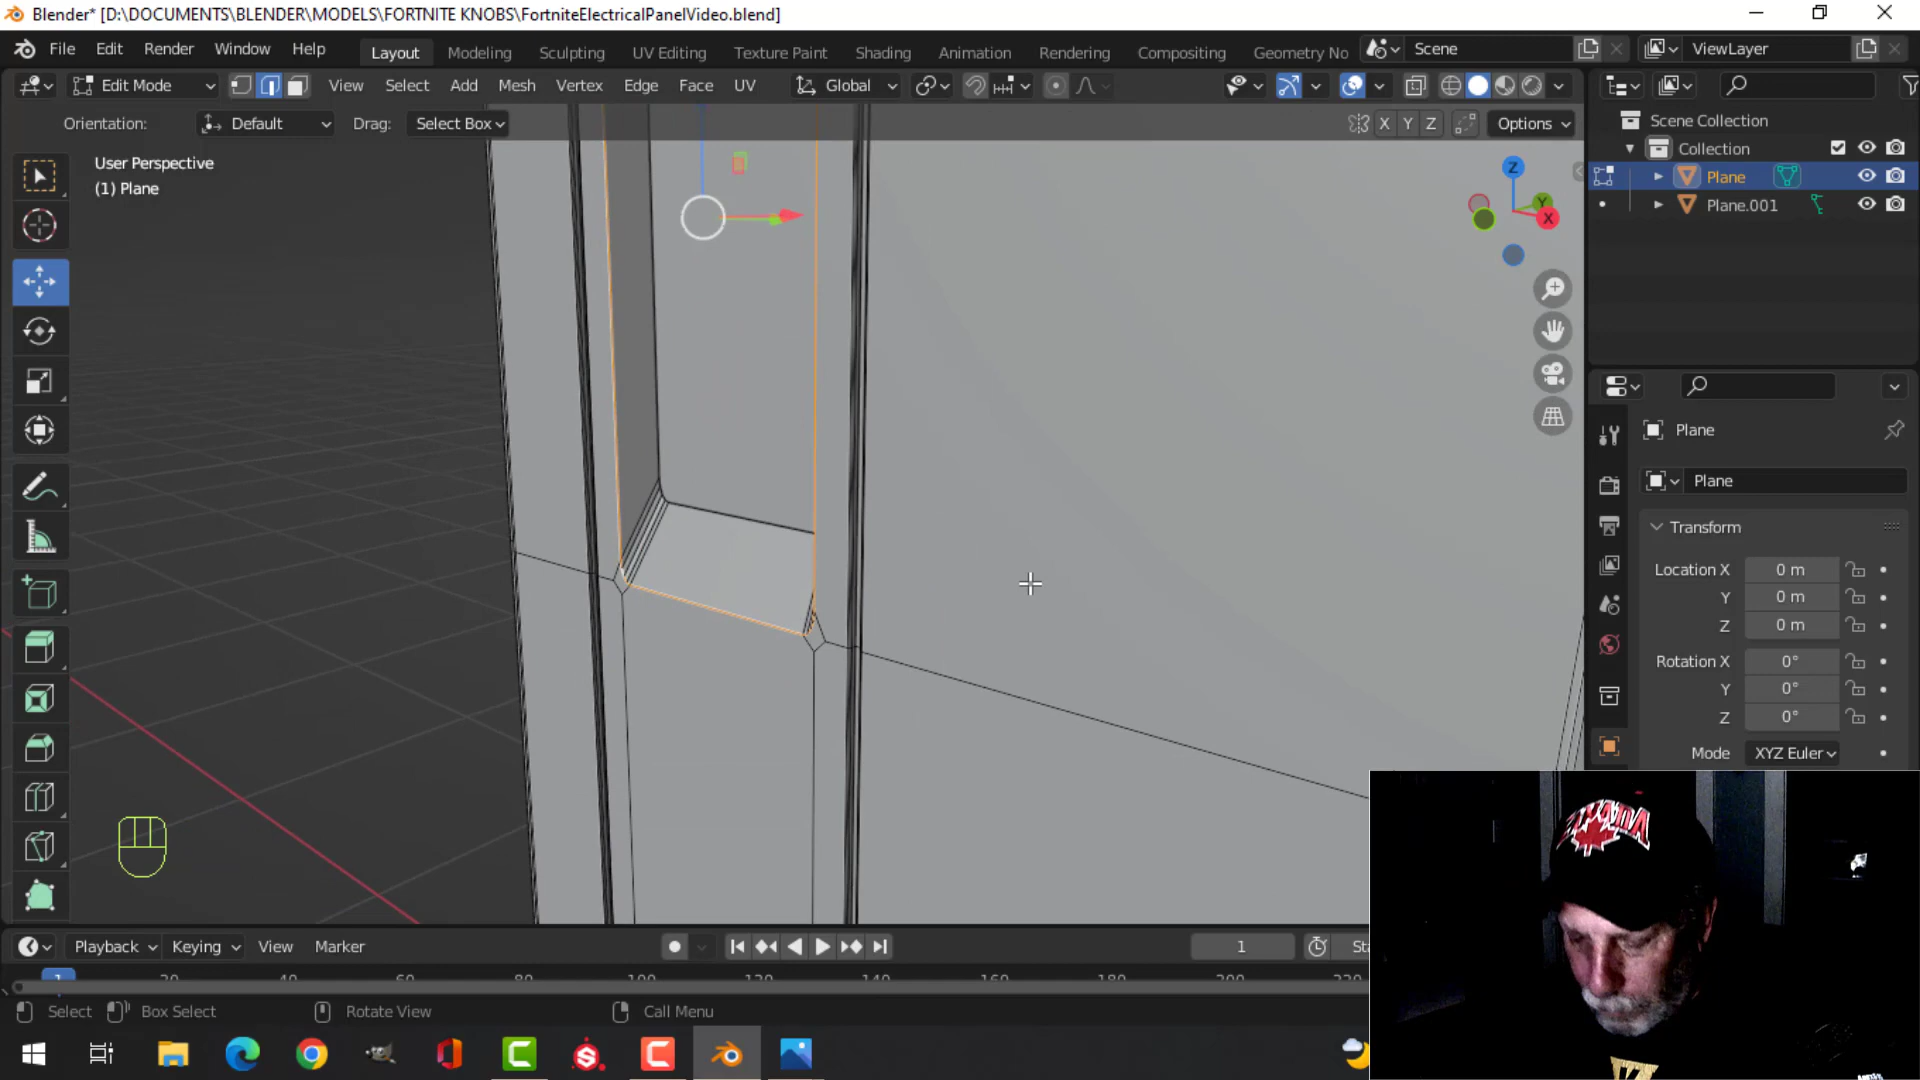 Blender* [D:\DOCUMENTS\BLENDER\MODELS\FORTNITE KNOBS\FortniteElectricalPanelVideo.blend]
File Edit Render Window Help Layout Modeling Sculpting UV Editing Texture Paint Shading Animation Rendering Compositing Geometry No Scene ViewLayer
Edit Mode View Select Add Mesh Vertex Edge Face UV Global
Orientation: Default Drag: Select Box X Y Z Options
User Perspective
(1) Plane
Z
Y
X
Scene Collection
Collection
Plane
Plane.001
Plane
Plane
Transform
Location X 0 m
Y 0 m
Z 0 m
Rotation X 0°
Y 0°
Z 0°
Mode XYZ Euler
Playback Keying View Marker 1
1
Select Box Select Rotate View Call Menu